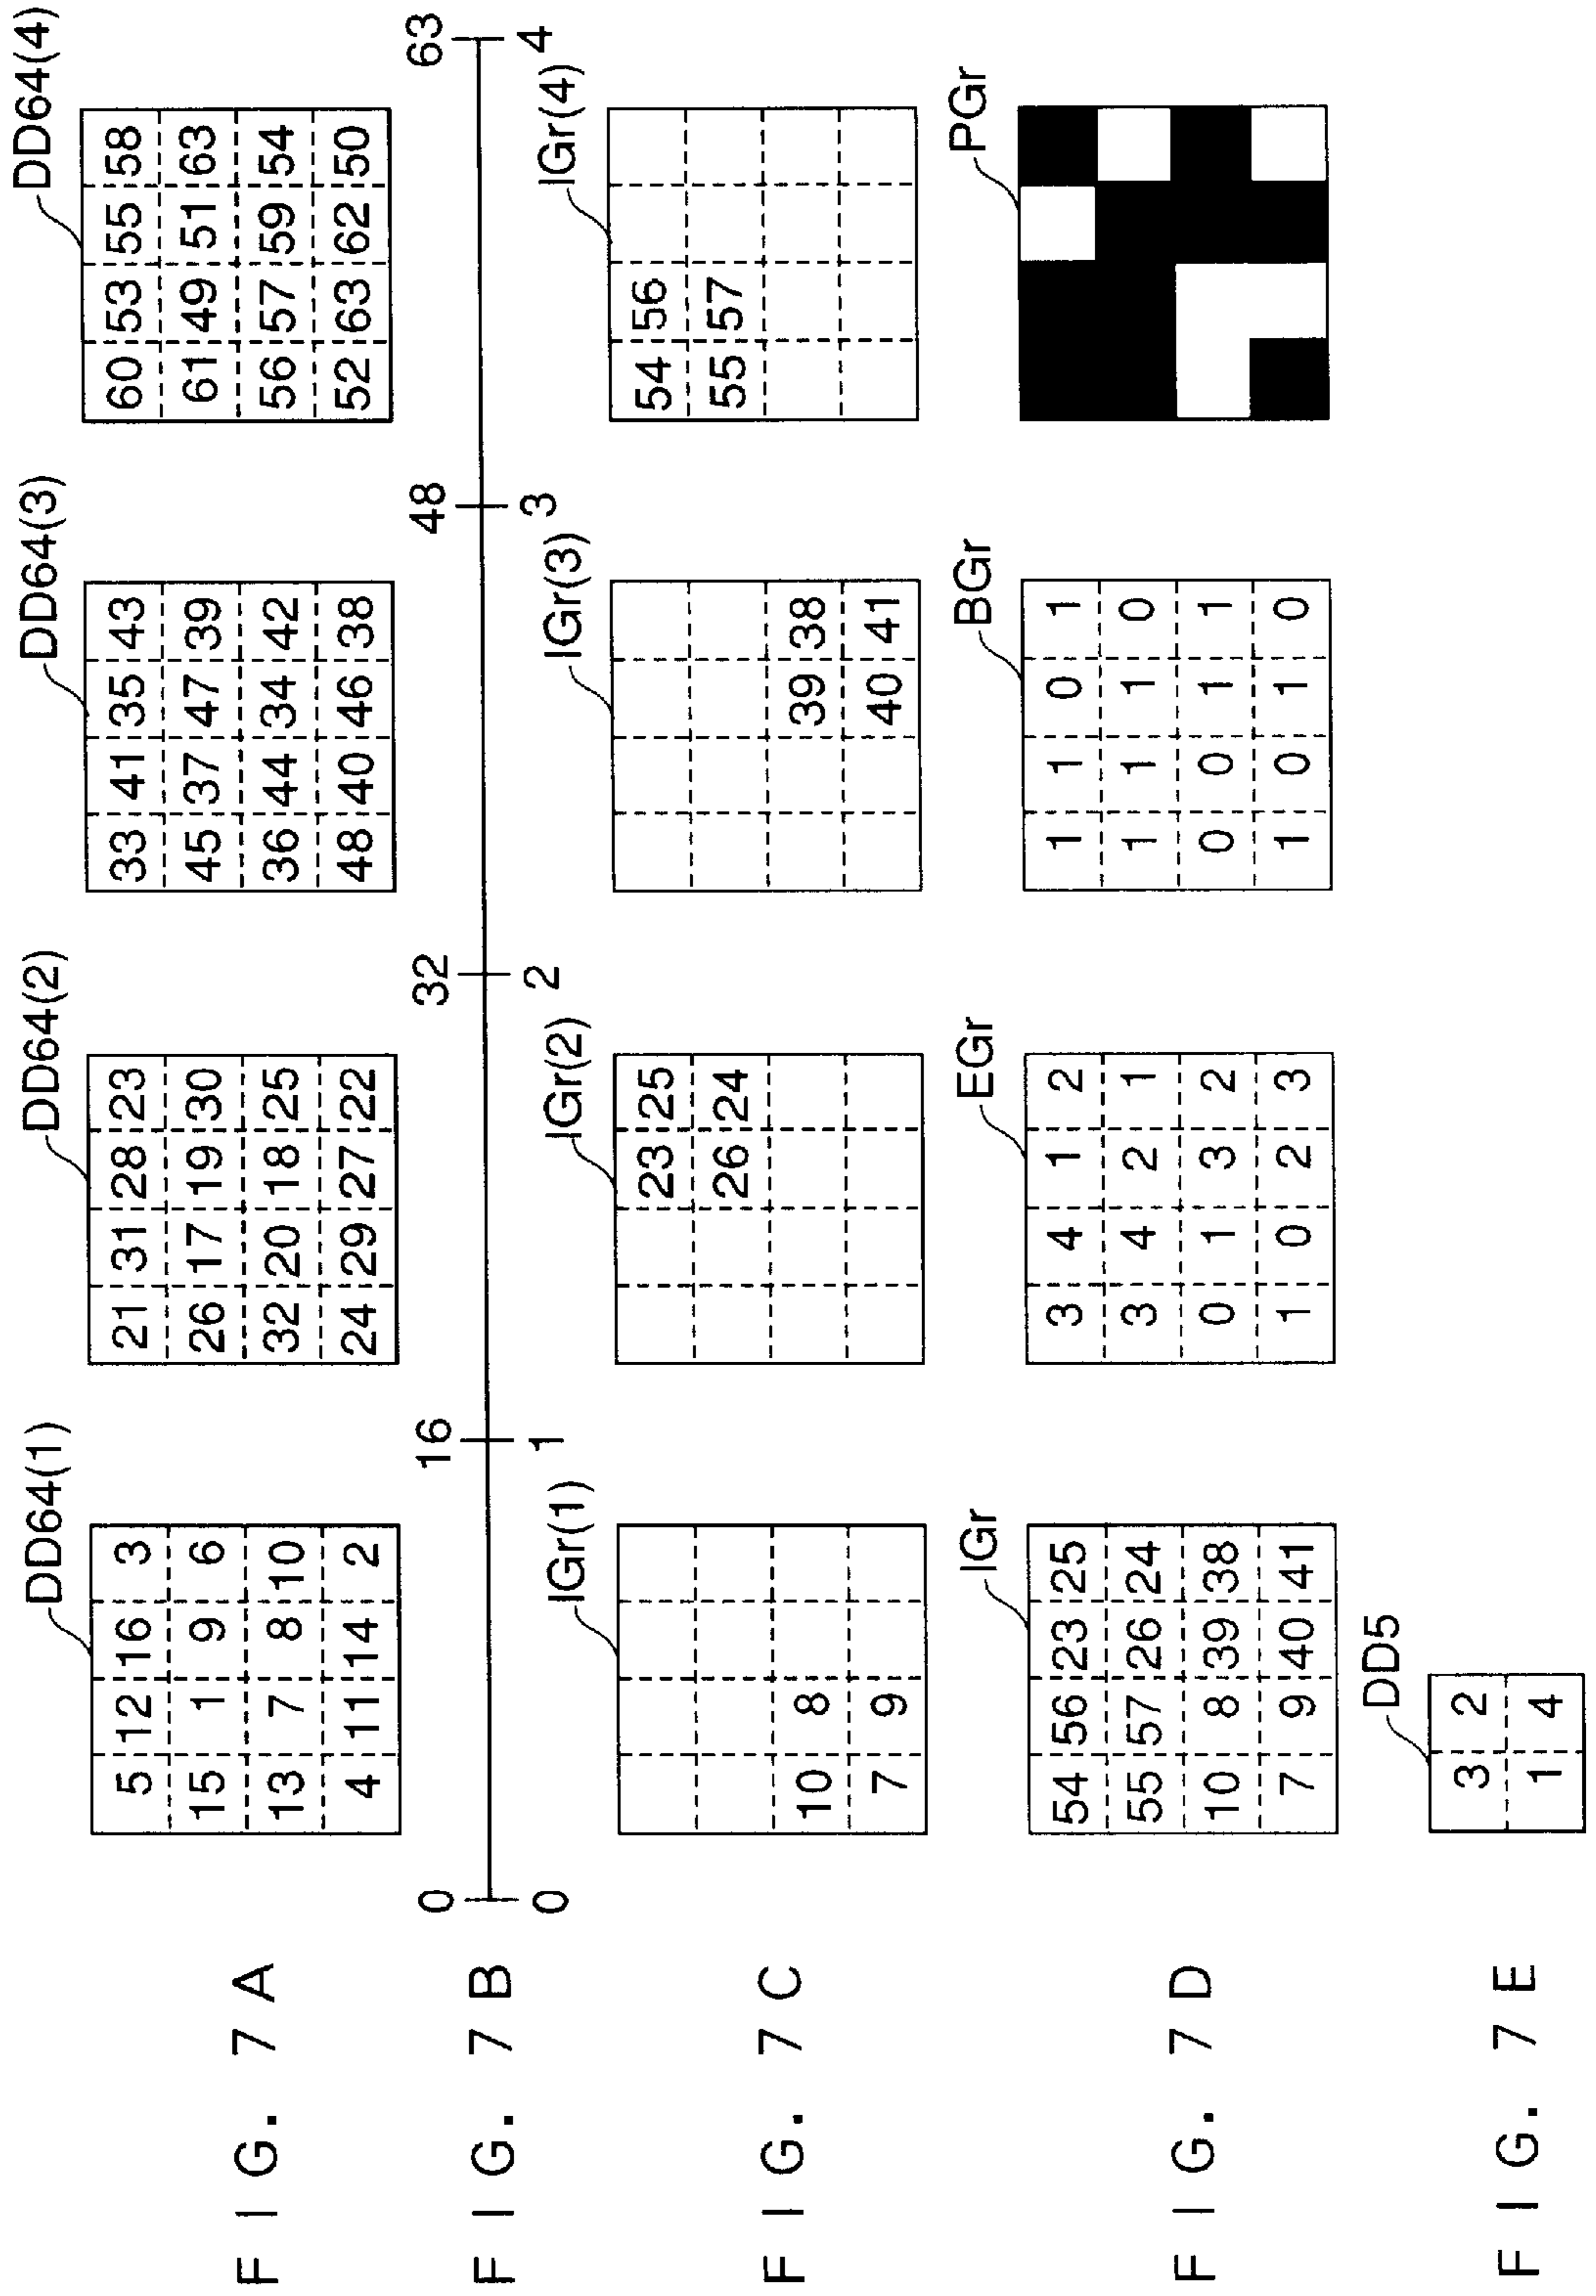 FIG. 7A
DD64(1)
5 12 16 3
15 1 9 6
13 7 8 10
4 11 14 2
DD64(2)
21 31 28 23
26 17 19 30
32 20 18 25
24 29 27 22
DD64(3)
33 41 35 43
45 37 47 39
36 44 34 42
48 40 46 38
DD64(4)
60 53 55 58
61 49 51 63
56 57 59 54
52 63 62 50
FIG. 7B
0 16 32 48 63
0 1 2 3 4
FIG. 7C
IGr(1)
10 8
7 9
IGr(2)
23 25
26 24
IGr(3)
39 38
40 41
IGr(4)
54 56
55 57
FIG. 7D
IGr
54 56 23 25
55 57 26 24
10 8 39 38
7 9 40 41
EGr
3 4 1 2
3 4 2 1
0 1 3 2
1 0 2 3
BGr
1 1 0 1
1 1 1 0
0 0 1 1
1 0 1 0
PGr
FIG. 7E
DD5
3 2
1 4